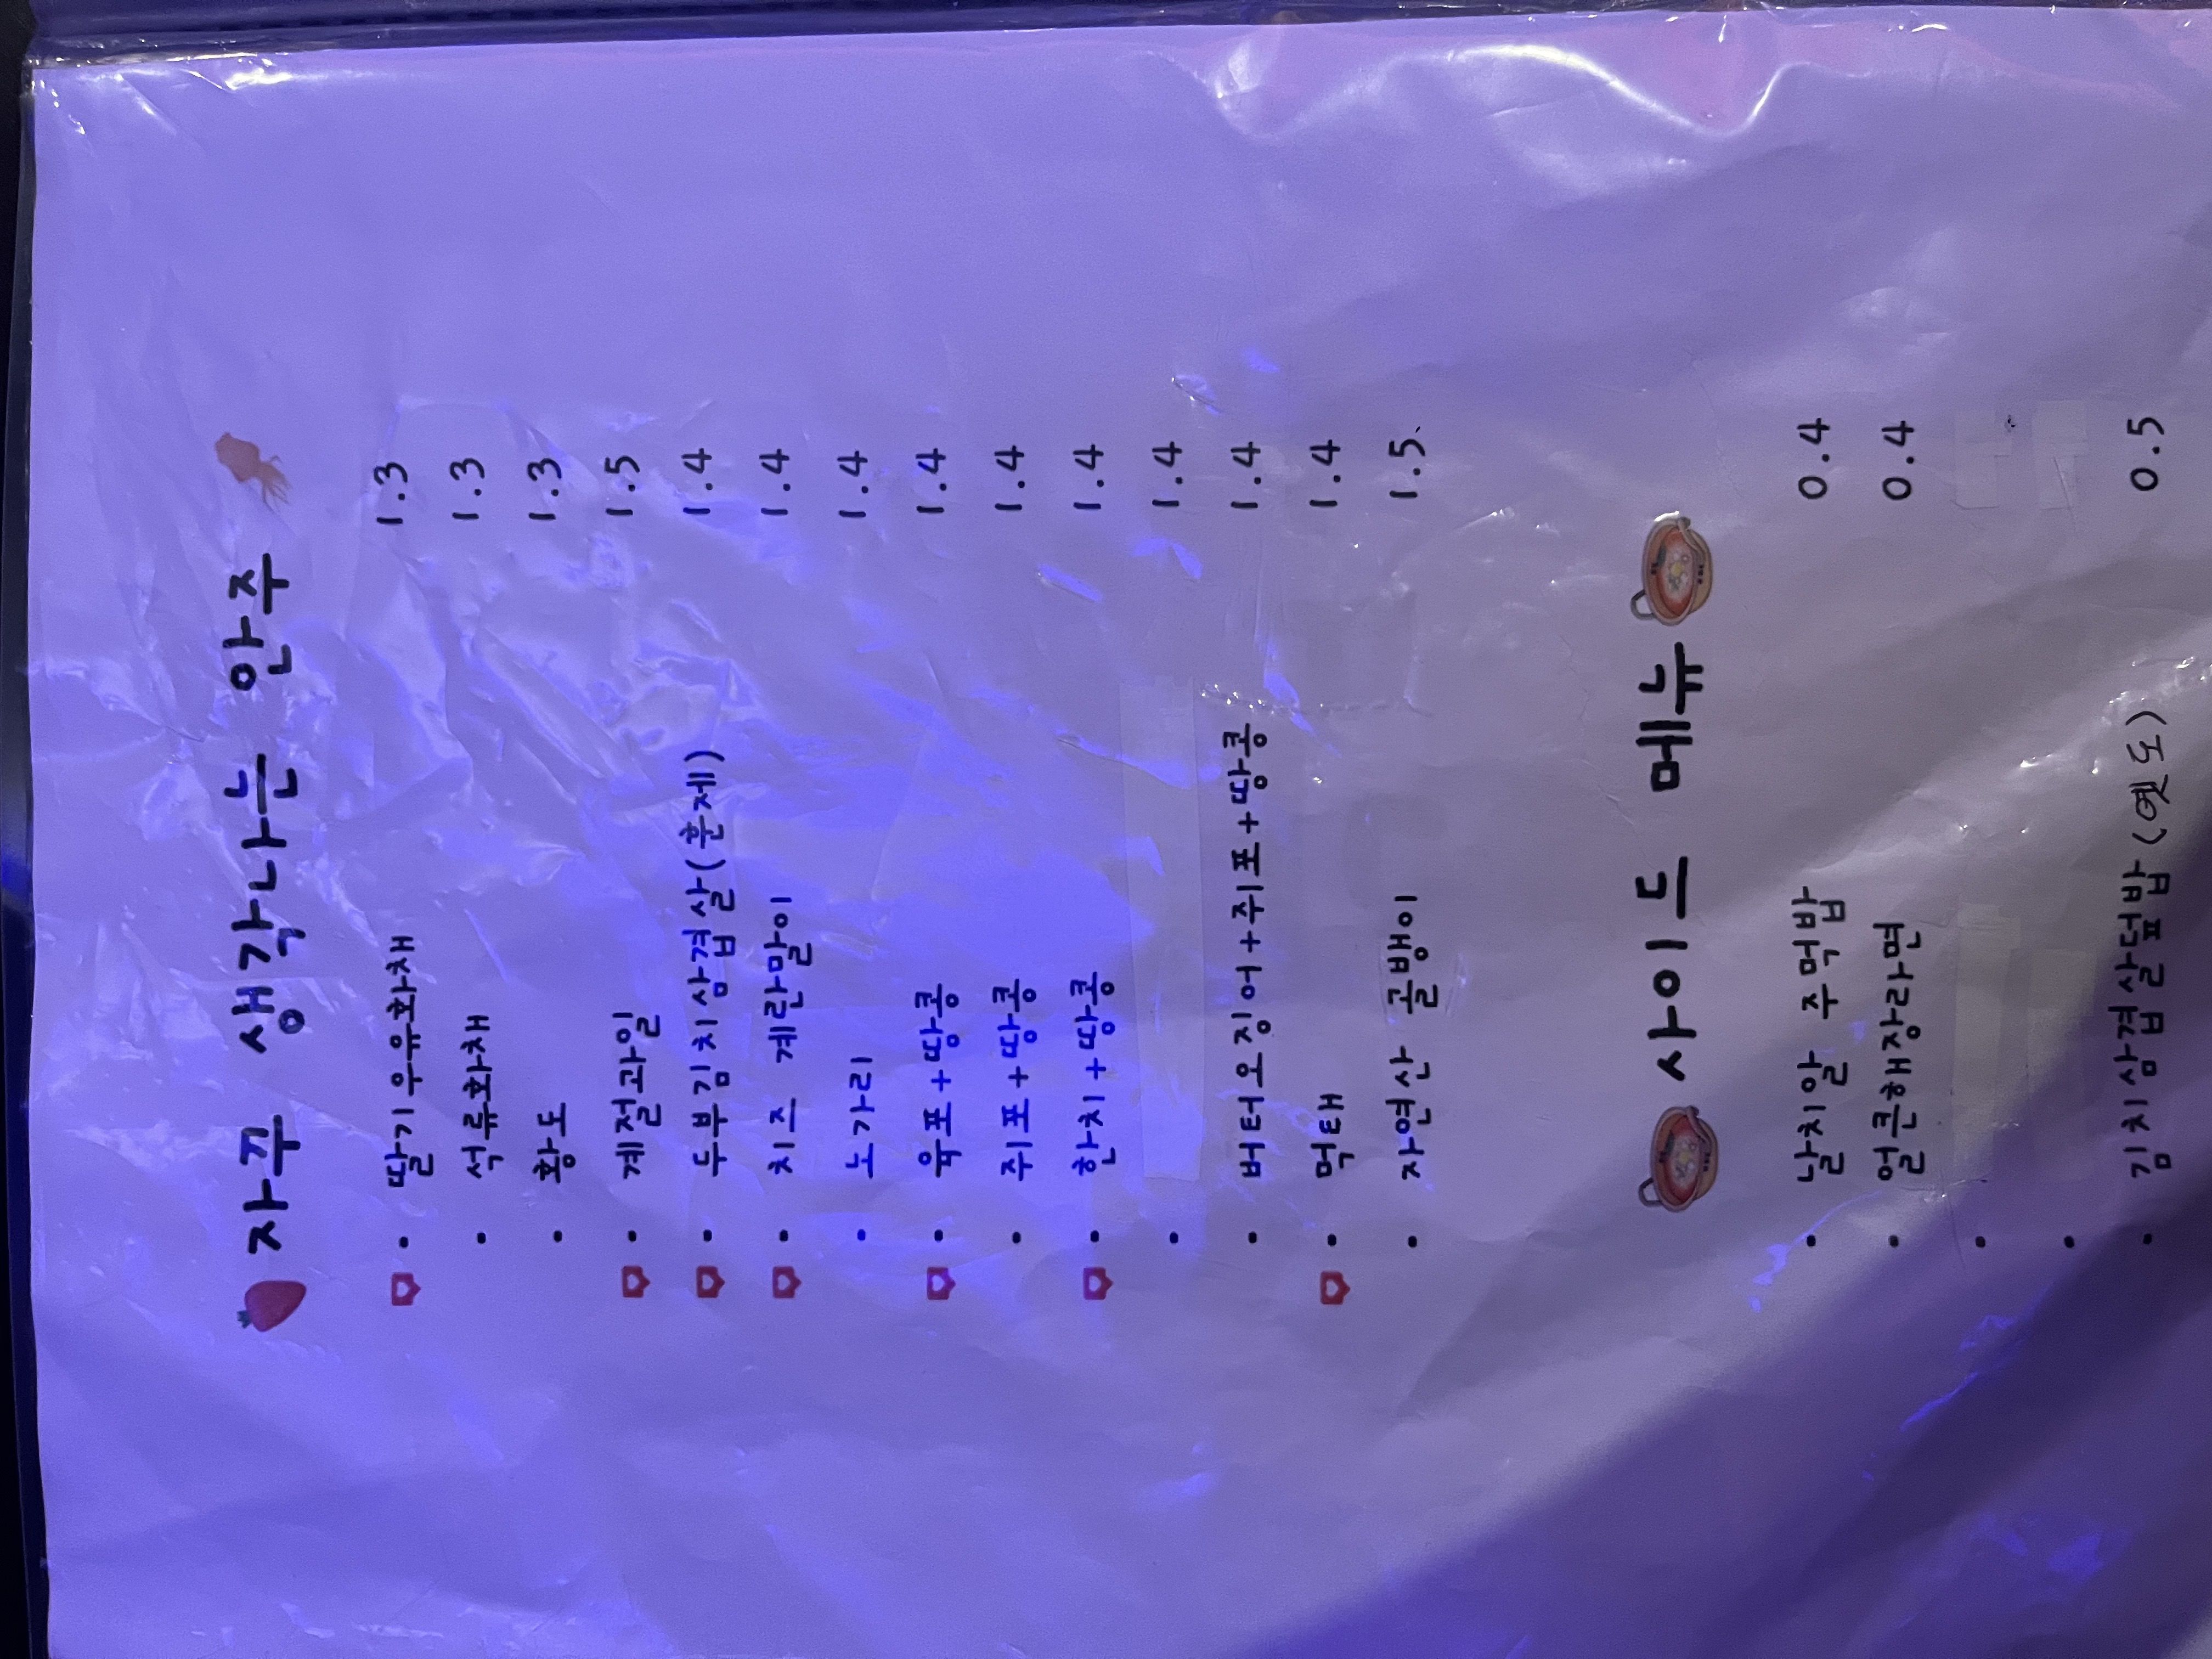 자꾸 생각나는 안주
• 딸기우유화채 1.3
• 석류화채 1.3
• 황도 1.3
• 계절과일 1.5
• 두부김치삼겹살(훈제) 1.4
• 치즈 계란말이 1.4
• 노가리 1.4
• 육포+땅콩 1.4
• 쥐포+땅콩 1.4
• 한치+땅콩 1.4
• 1.4
• 버터오징어+쥐포+땅콩 1.4
• 먹태 1.4
• 자연산 골뱅이 1.5
사이드 메뉴
• 날치알 주먹밥 0.4
• 얼큰해장라면 0.4
•
•
• 김치삼겹살덮밥(옛도) 0.5